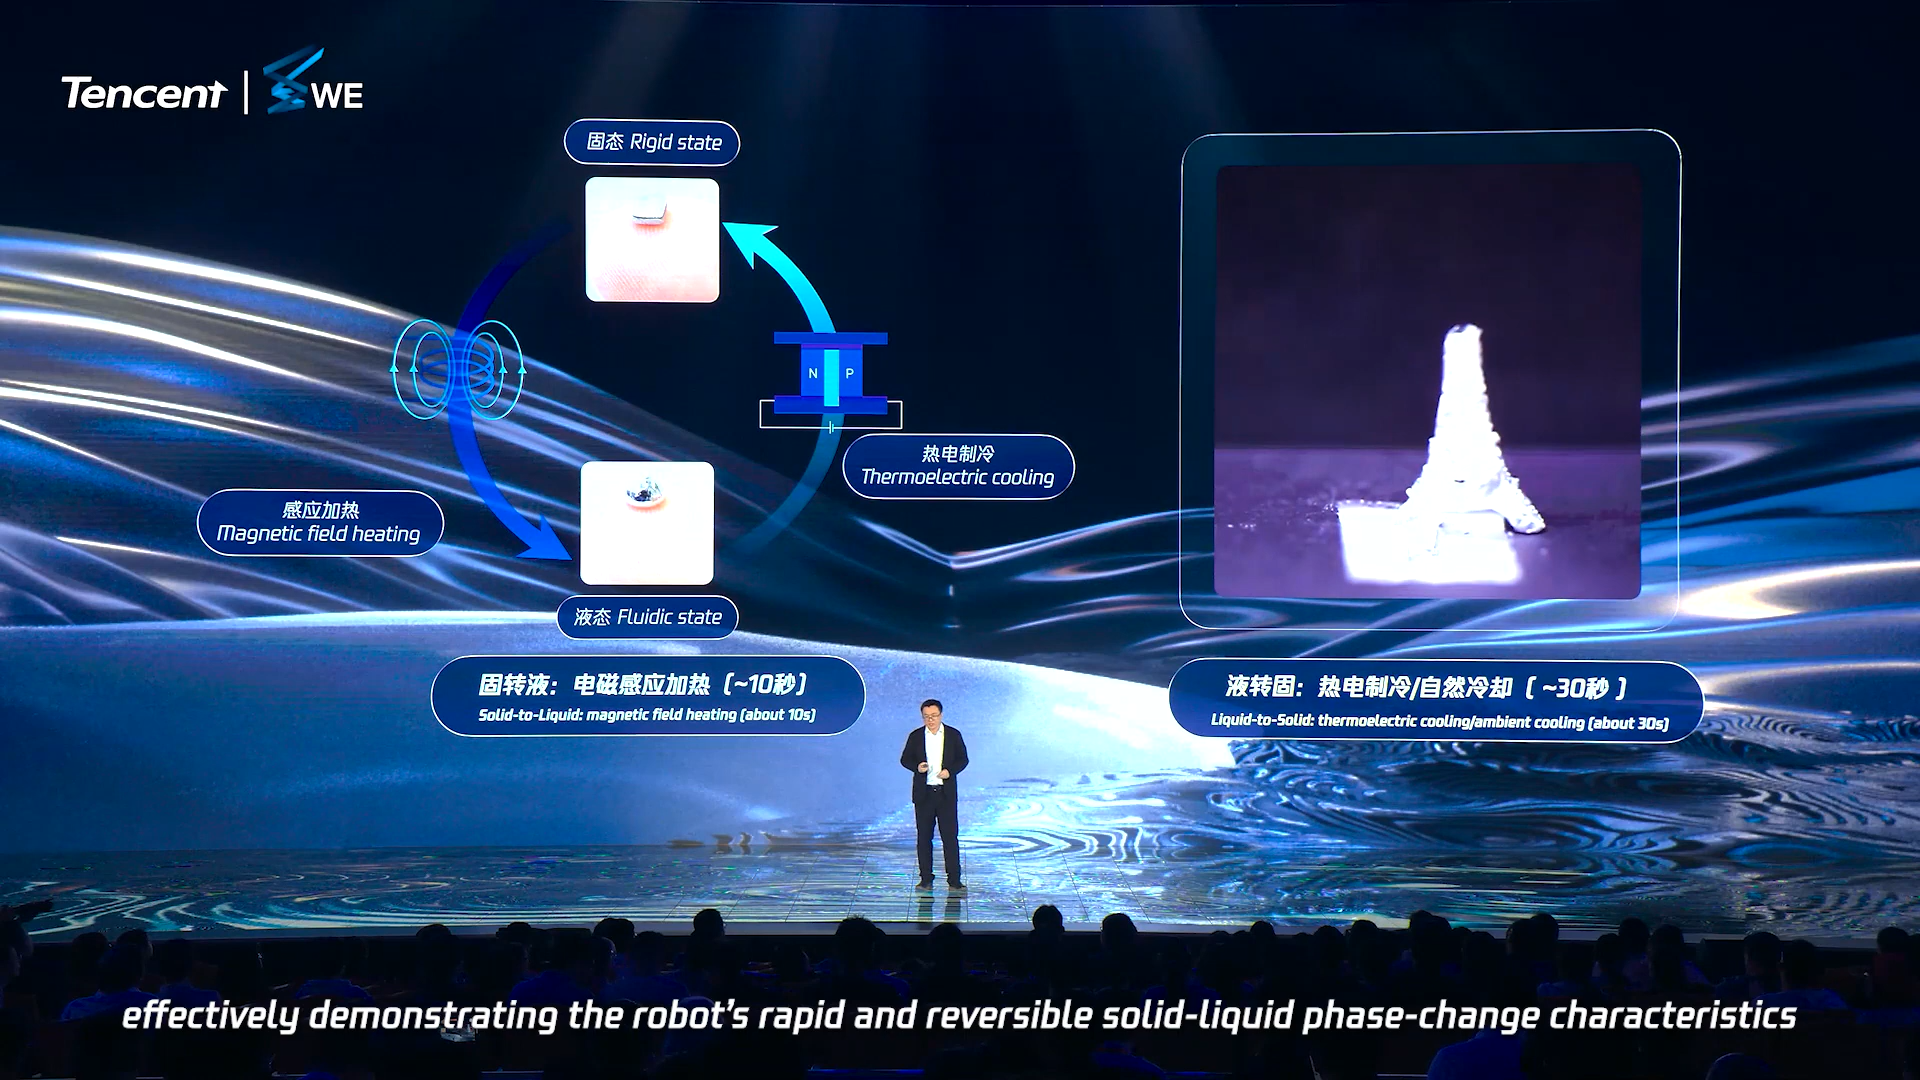 Tencent | WE
固态 Rigid state
N P
热电制冷
Thermoelectric cooling
感应加热
Magnetic field heating
液态 Fluidic state
固转液：电磁感应加热（~10秒）
Solid-to-Liquid: magnetic field heating (about 10s)
液转固：热电制冷/自然冷却（ ~30秒 ）
Liquid-to-Solid: thermoelectric cooling/ambient cooling (about 30s)
effectively demonstrating the robot’s rapid and reversible solid-liquid phase-change characteristics